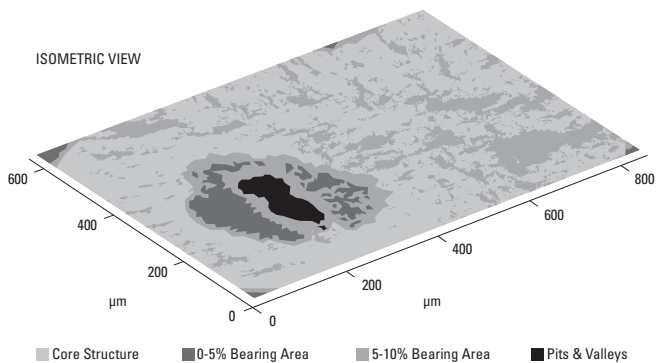 ISOMETRIC VIEW
600
400
200
0
µm
0
200
400
600
800
µm
Core Structure
0-5% Bearing Area
5-10% Bearing Area
Pits & Valleys